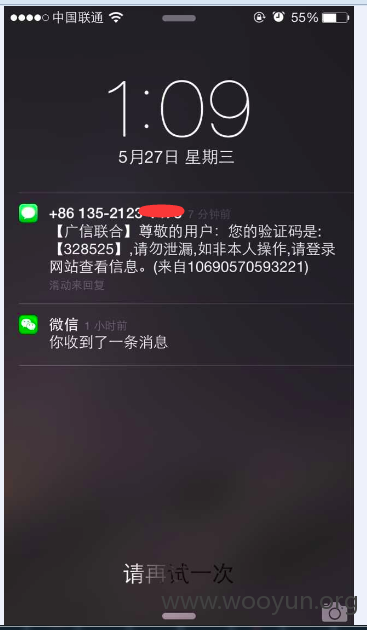 中国联通 55%
1:09
5月27日 星期三
+86 135-2123 7 分钟前
【广信联合】尊敬的用户：您的验证码是:
【328525】,请勿泄漏,如非本人操作,请登录
网站查看信息。(来自10690570593221)
滑动来回复
微信 1 小时前
你收到了一条消息
请再试一次
www.wooyun.org